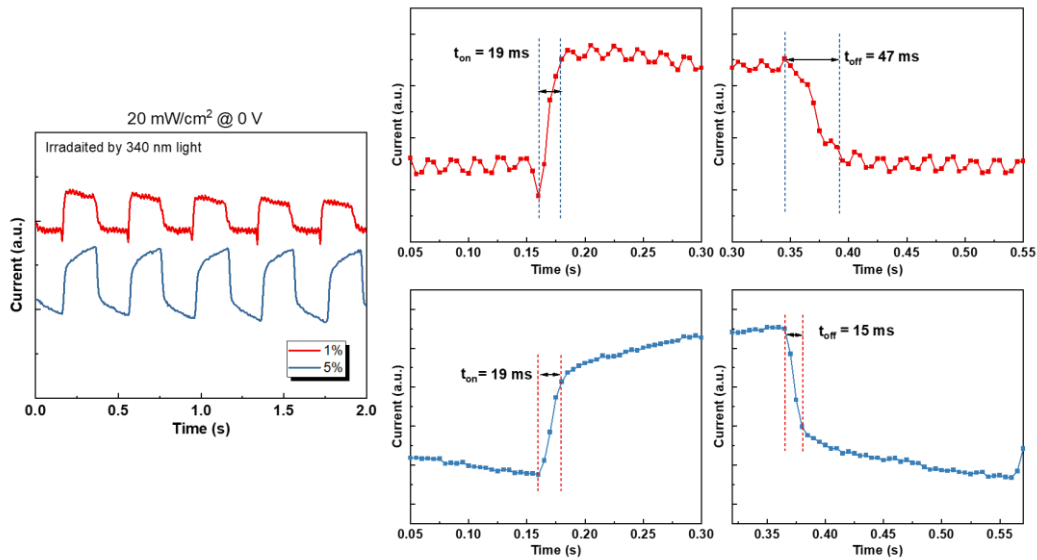 20 mW/cm² @ 0 V
Irradaited by 340 nm light
Current (a.u.)
1%
5%
0.0 0.5 1.0 1.5 2.0
Time (s)
t_on = 19 ms
Current (a.u.)
0.05 0.10 0.15 0.20 0.25 0.30
Time (s)
t_off = 47 ms
Current (a.u.)
0.30 0.35 0.40 0.45 0.50 0.55
Time (s)
t_on = 19 ms
Current (a.u.)
0.05 0.10 0.15 0.20 0.25 0.30
Time (s)
t_off = 15 ms
Current (a.u.)
0.35 0.40 0.45 0.50 0.55
Time (s)